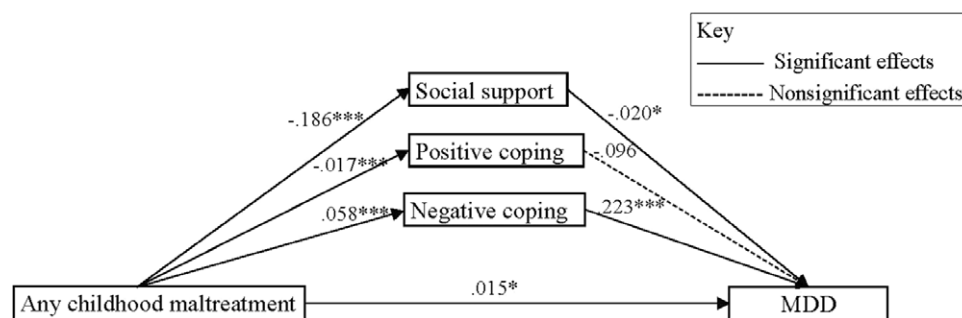 Key
Significant effects
Nonsignificant effects
Social support
-.186***
-.020*
Positive coping
-.017***
-.096
Negative coping
.058***
.223***
Any childhood maltreatment
.015*
MDD